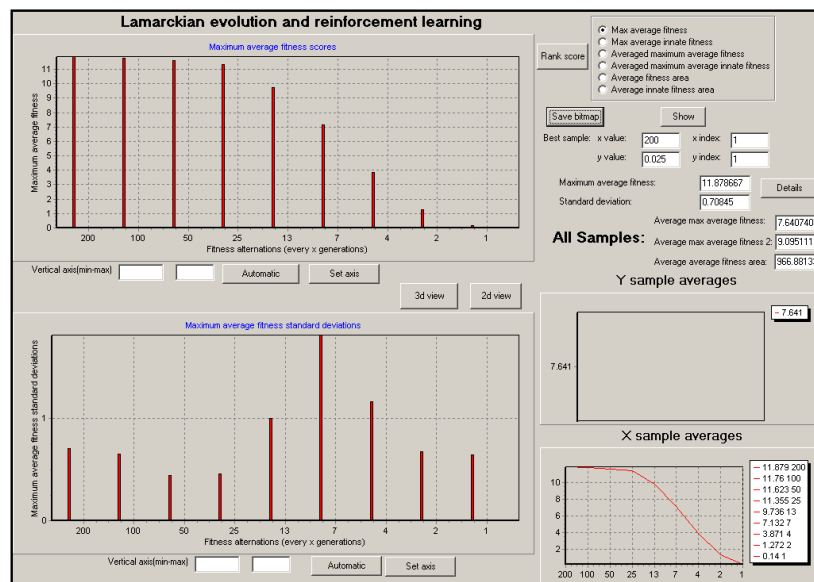 Lamarckian evolution and reinforcement learning
Maximum average fitness scores
Maximum average fitness
11
10
9
8
7
6
5
4
3
2
1
0
200 100 50 25 13 7 4 2 1
Fitness alternations (every x generations)
Vertical axis(min-max)
Automatic
Set axis
3d view
2d view
Maximum average fitness standard deviations
Maximum average fitness standard deviations
1
0
200 100 50 25 13 7 4 2 1
Fitness alternations (every x generations)
Vertical axis(min-max)
Automatic
Set axis
Rank score
Max average fitness
Max average innate fitness
Averaged maximum average fitness
Averaged maximum average innate fitness
Average fitness area
Average innate fitness area
Save bitmap
Show
Best sample: x value: 200 x index: 1
y value: 0.025 y index: 1
Maximum average fitness: 11.878667
Standard deviation: 0.70845
Details
All Samples:
Average max average fitness: 7.640740
Average max average fitness 2: 9.095111
Average average fitness area: 966.88133
Y sample averages
7.641
7.641
X sample averages
10
8
6
4
2
200 100 50 25 13 7 4 2 1
11.879 200
11.76 100
11.623 50
11.355 25
9.736 13
7.132 7
3.871 4
1.272 2
0.14 1